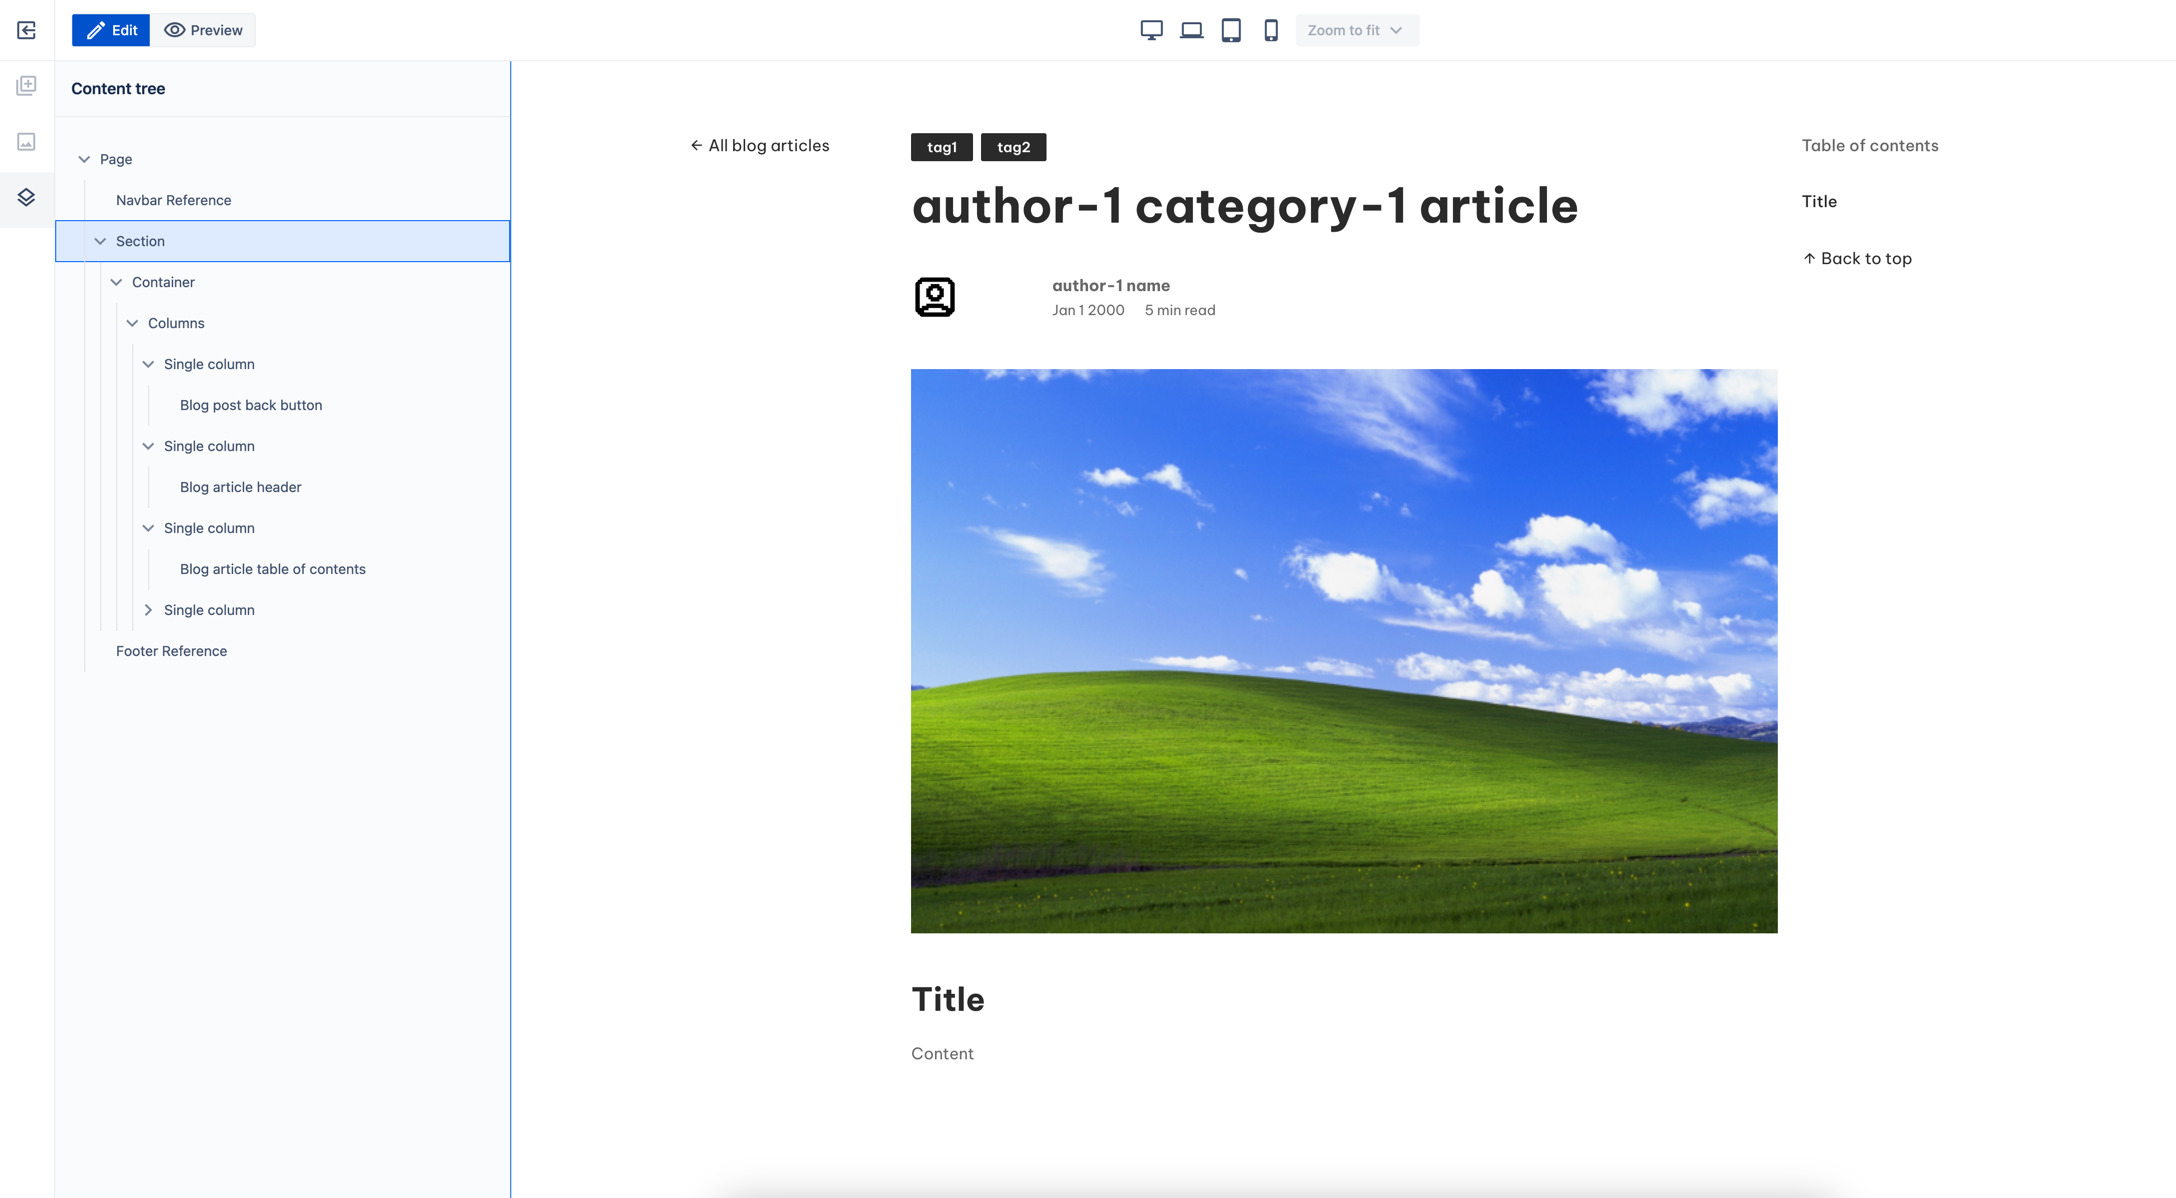 Edit
Preview
Zoom to fit
Content tree
Page
Navbar Reference
Section
Container
Columns
Single column
Blog post back button
Single column
Blog article header
Single column
Blog article table of contents
Single column
Footer Reference
← All blog articles
tag1 tag2
author-1 category-1 article
author-1 name
Jan 1 2000 5 min read
Title
Content
Table of contents
Title
↑ Back to top